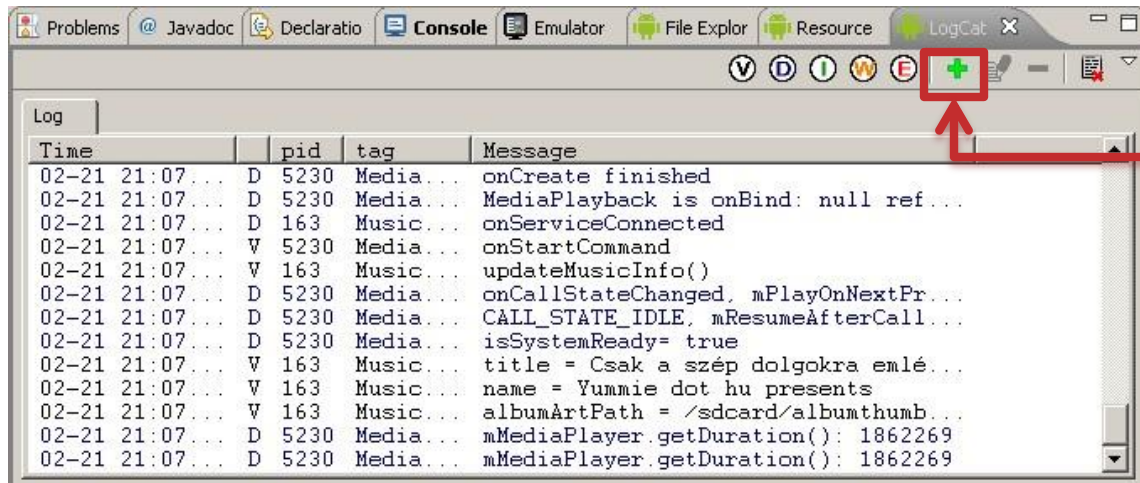 Problems @ Javadoc Declaratio Console Emulator File Explor Resource LogCat
V D I W E
Log
Time pid tag Message
02-21 21:07... D 5230 Media... onCreate finished
02-21 21:07... D 5230 Media... MediaPlayback is onBind: null ref...
02-21 21:07... D 163 Music... onServiceConnected
02-21 21:07... V 5230 Media... onStartCommand
02-21 21:07... V 163 Music... updateMusicInfo()
02-21 21:07... D 5230 Media... onCallStateChanged, mPlayOnNextPr...
02-21 21:07... D 5230 Media... CALL_STATE_IDLE, mResumeAfterCall...
02-21 21:07... D 5230 Media... isSystemReady= true
02-21 21:07... V 163 Music... title = Csak a szép dolgokra emlé...
02-21 21:07... V 163 Music... name = Yummie dot hu presents
02-21 21:07... V 163 Music... albumArtPath = /sdcard/albumthumb...
02-21 21:07... D 5230 Media... mMediaPlayer.getDuration(): 1862269
02-21 21:07... D 5230 Media... mMediaPlayer.getDuration(): 1862269